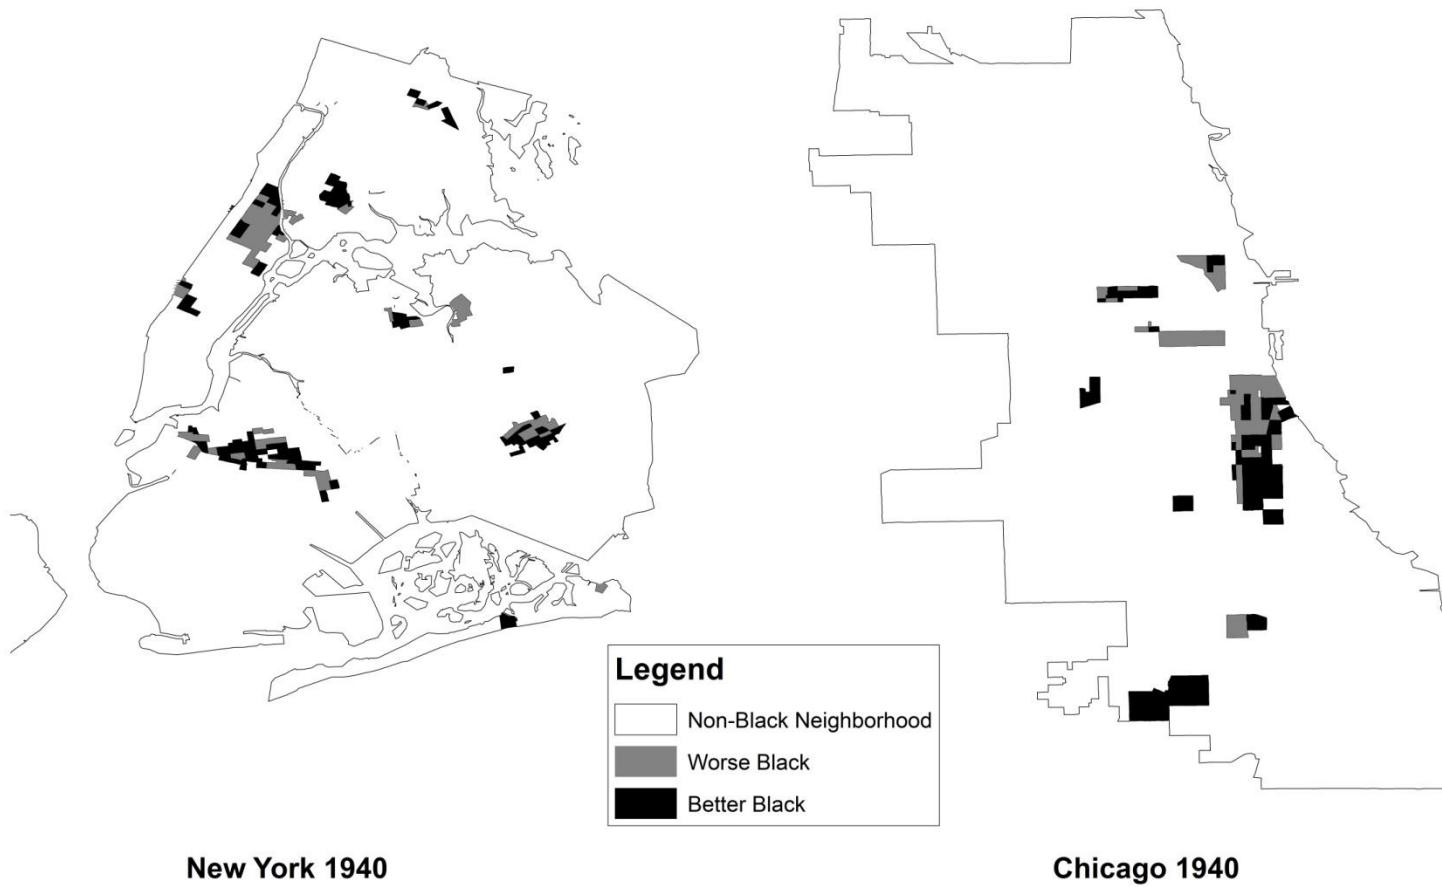 Legend
Non-Black Neighborhood
Worse Black
Better Black
New York 1940
Chicago 1940